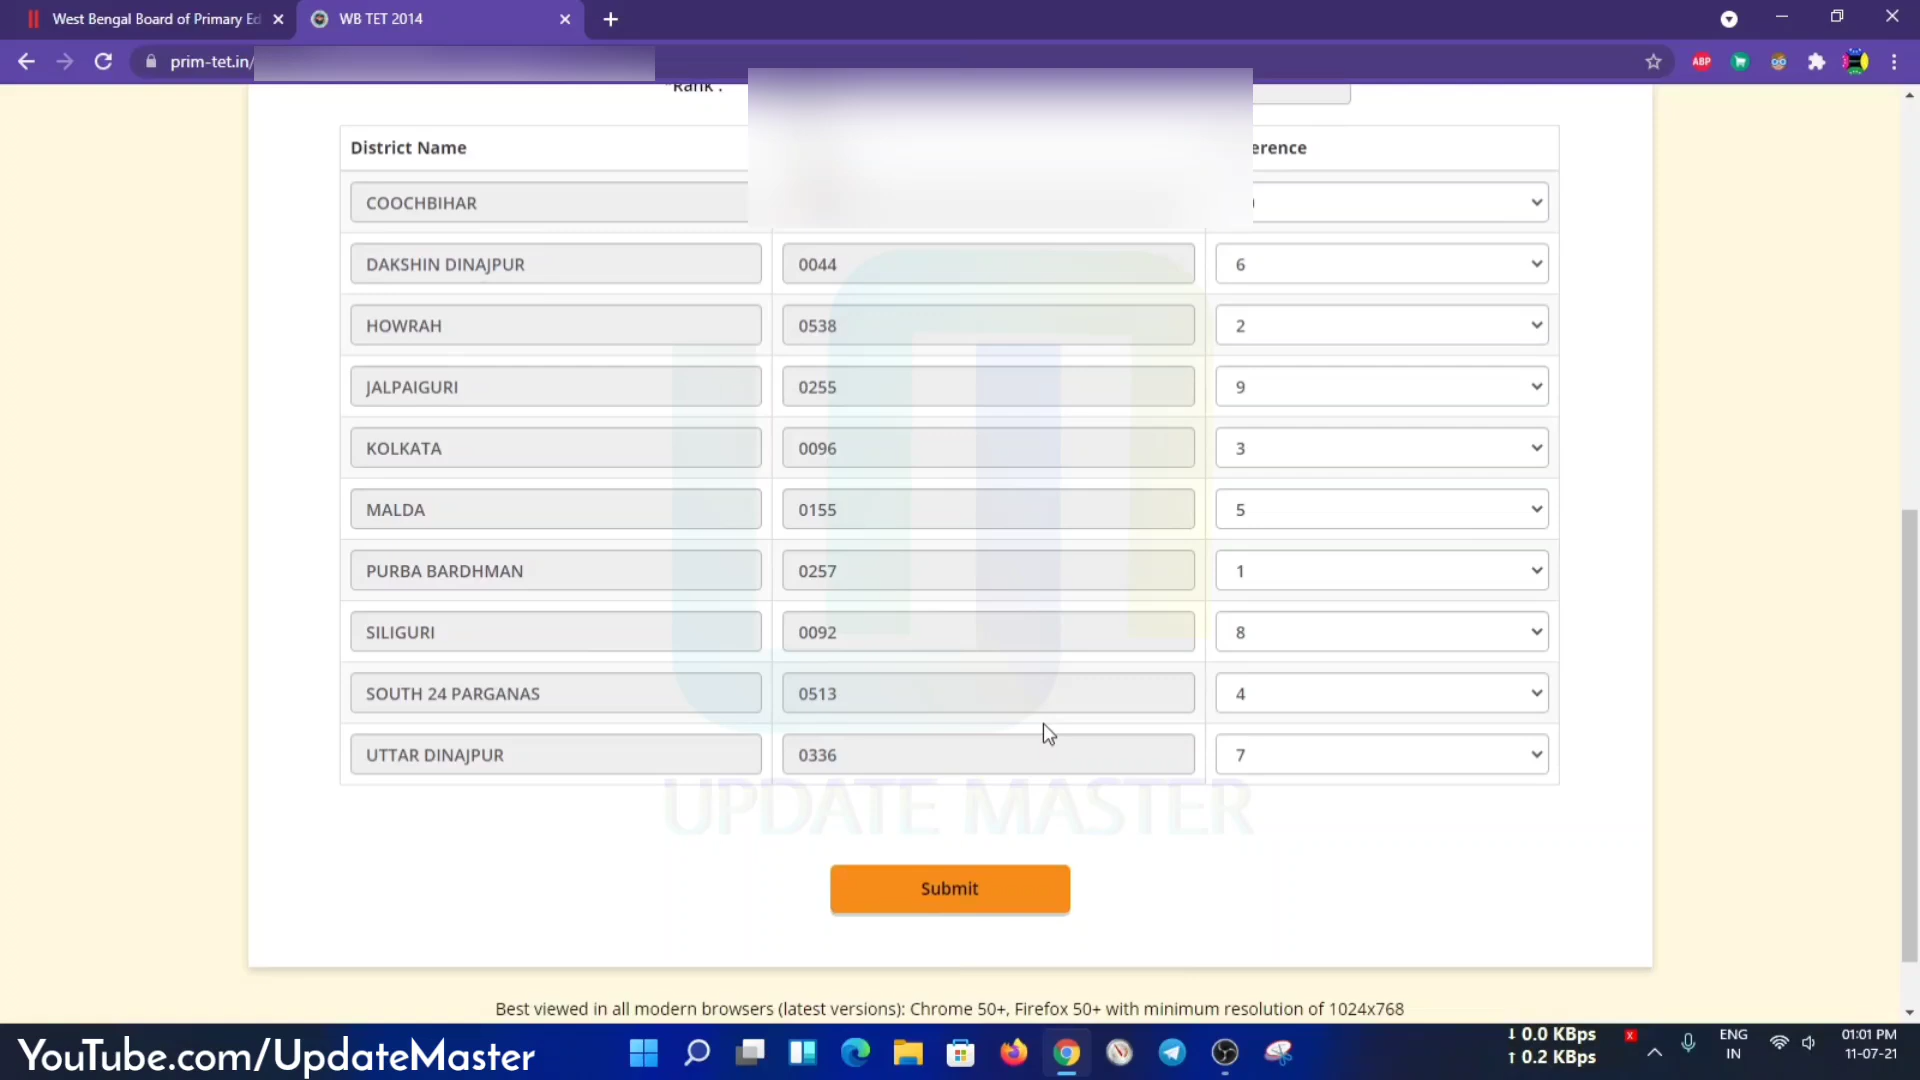 West Bengal Board of Primary Ed
WB TET 2014
prim-tet.in/
ABP
*Rank :
District Name
erence
COOCHBIHAR
DAKSHIN DINAJPUR 0044 6
HOWRAH 0538 2
JALPAIGURI 0255 9
KOLKATA 0096 3
MALDA 0155 5
PURBA BARDHMAN 0257 1
SILIGURI 0092 8
SOUTH 24 PARGANAS 0513 4
UTTAR DINAJPUR 0336 7
UPDATE MASTER
Submit
Best viewed in all modern browsers (latest versions): Chrome 50+, Firefox 50+ with minimum resolution of 1024x768
YouTube.com/UpdateMaster
↓ 0.0 KBps
↑ 0.2 KBps
ENG
IN
01:01 PM
11-07-21